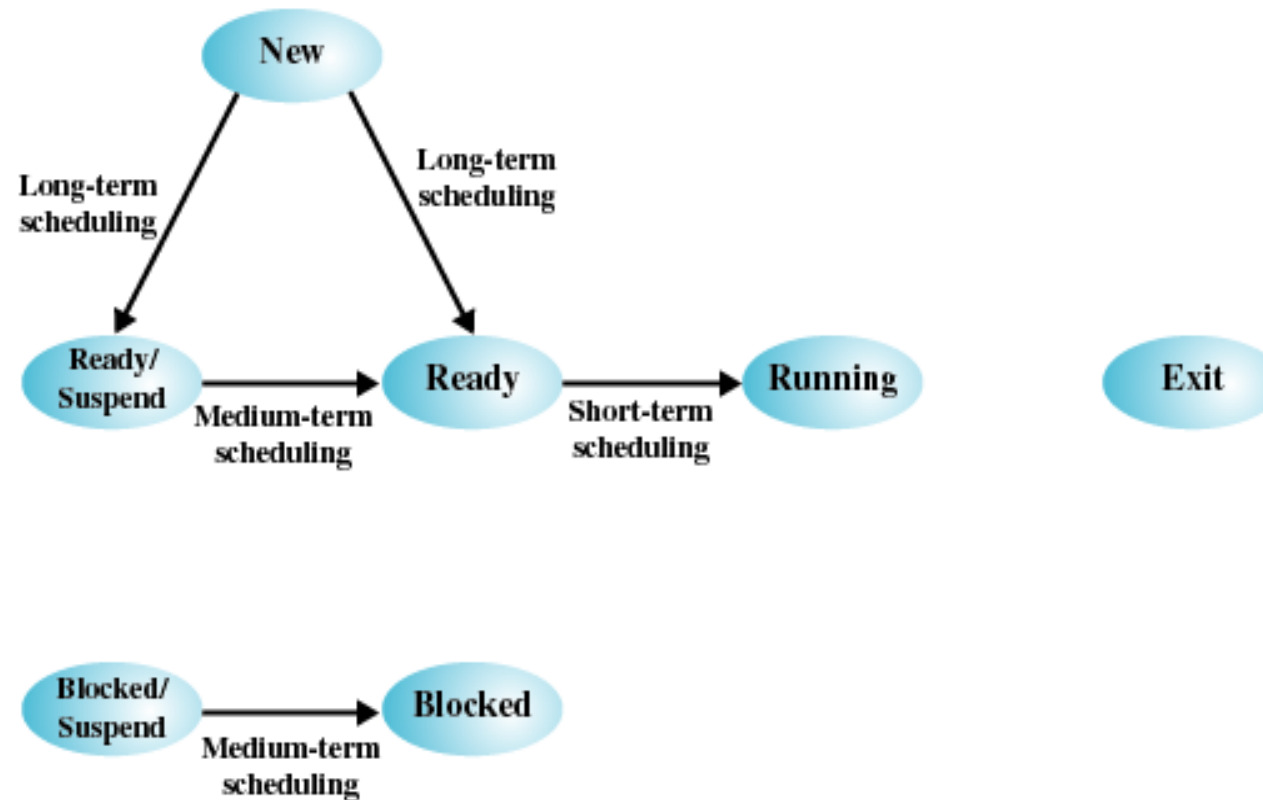 New
Long-term
scheduling
Long-term
scheduling
Ready/
Suspend
Medium-term
scheduling
Ready
Short-term
scheduling
Running
Exit
Blocked/
Suspend
Medium-term
scheduling
Blocked